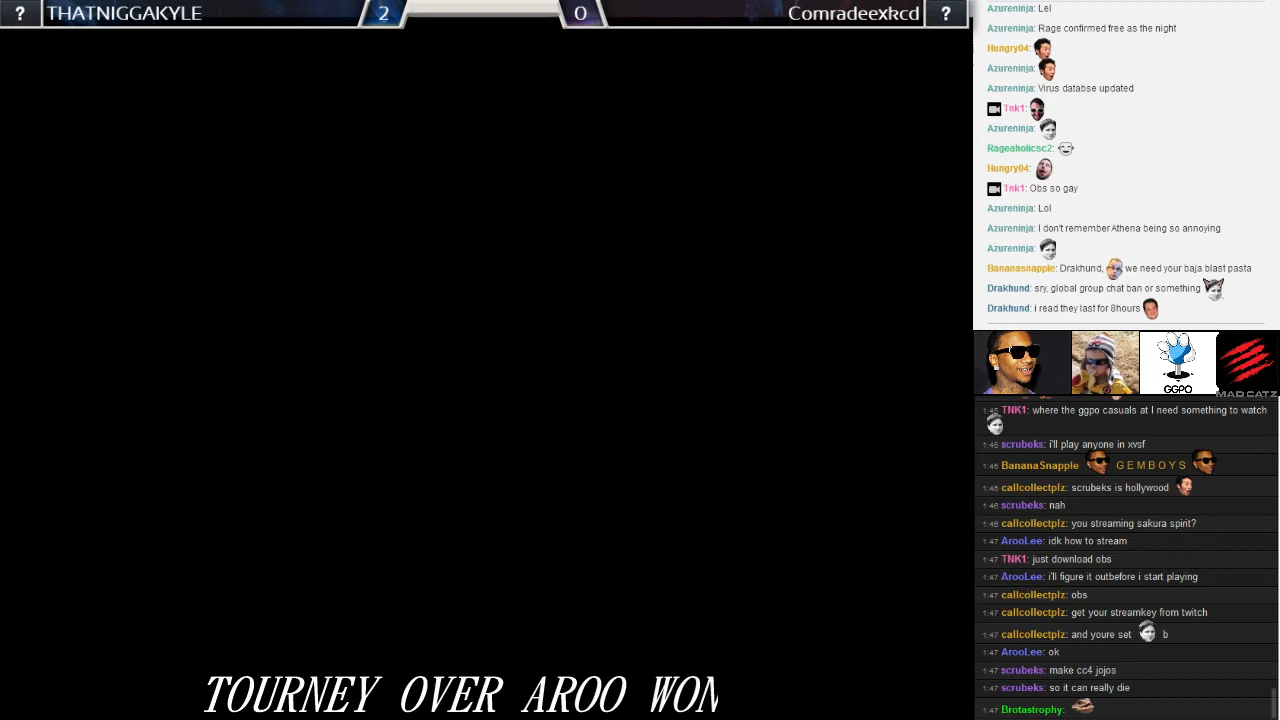 ? THATNIGGAKYLE 2 0 Comradeexkcd ?
Azureninja: Lel
Azureninja: Rage confirmed free as the night
Hungry04:
Azureninja:
Azureninja: Virus databse updated
Tnk1:
Azureninja:
Rageaholicsc2:
Hungry04:
Tnk1: Obs so gay
Azureninja: Lol
Azureninja: I don't remember Athena being so annoying
Azureninja:
Bananasnapple: Drakhund, we need your baja blast pasta
Drakhund: sry, global group chat ban or something
Drakhund: i read they last for 8hours
GGPO
MAD CATZ
1:45 TNK1: where the ggpo casuals at I need something to watch
1:45 scrubeks: i'll play anyone in xvsf
1:46 BananaSnapple G E M B O Y S
1:46 callcollectplz: scrubeks is hollywood
1:46 scrubeks: nah
1:46 callcollectplz: you streaming sakura spirit?
1:47 ArooLee: idk how to stream
1:47 TNK1: just download obs
1:47 ArooLee: i'll figure it outbefore i start playing
1:47 callcollectplz: obs
1:47 callcollectplz: get your streamkey from twitch
1:47 callcollectplz: and youre set b
1:47 ArooLee: ok
1:47 scrubeks: make cc4 jojos
1:47 scrubeks: so it can really die
1:47 Brotastrophy:
TOURNEY OVER AROO WON